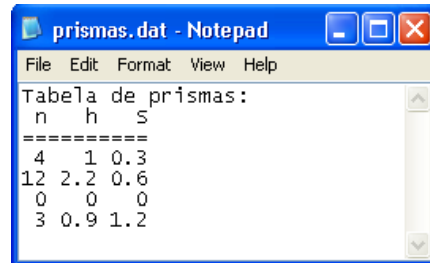 prismas.dat - Notepad
File Edit Format View Help
Tabela de prismas:
 n   h   S
==========
 4   1 0.3
12 2.2 0.6
 0   0   0
 3 0.9 1.2